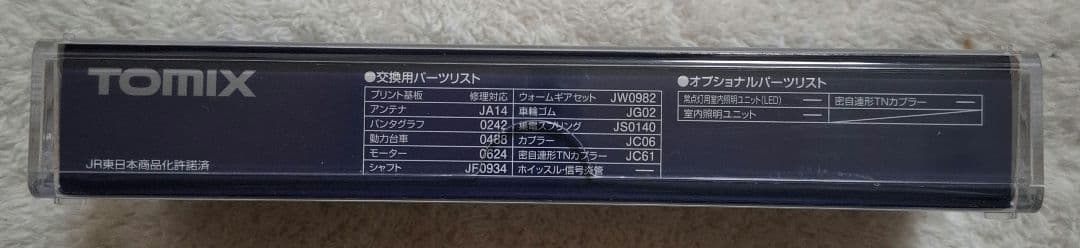 TOMIX
JR東日本商品化許諾済
●交換用パーツリスト
プリント基板 修理対応 ウォームギアセット JW0982
アンテナ JA14 車輪ゴム JG02
パンタグラフ 0242 集電スプリング JS0140
動力台車 0488 カプラー JC06
モーター 0624 密自連形TNカプラー JC61
シャフト JF0934 ホイッスル・信号炎管 —
●オプショナルパーツリスト
常点灯用室内照明ユニット(LED) — 密自連形TNカプラー —
室内照明ユニット —